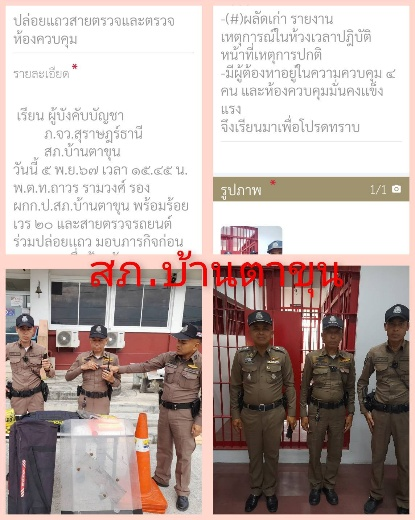 ปล่อยแถวสายตรวจและตรวจ
ห้องควบคุม
รายละเอียด *
เรียน ผู้บังคับบัญชา
ภ.จว.สุราษฎร์ธานี
สภ.บ้านตาขุน
วันนี้ ๕ พ.ย.๖๗ เวลา ๑๕.๔๕ น.
พ.ต.ท.ถาวร รามวงศ์ รอง
ผกก.ป.สภ.บ้านตาขุน พร้อมร้อย
เวร ๒๐ และสายตรวจรถยนต์
ร่วมปล่อยแถว มอบภารกิจก่อน
-(#)ผลัดเก่า รายงาน
เหตุการณ์ในห้วงเวลาปฏิบัติ
หน้าที่เหตุการปกติ
-มีผู้ต้องหาอยู่ในความควบคุม ๔
คน และห้องควบคุมมั่นคงแข็ง
แรง
จึงเรียนมาเพื่อโปรดทราบ
รูปภาพ *
1/1
สภ.บ้านตาขุน